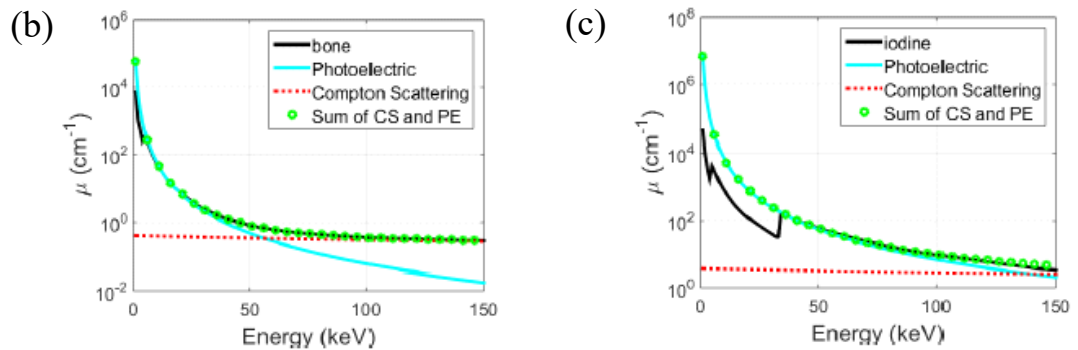 (b)
10^6
10^4
10^2
10^0
10^-2
μ (cm^-1)
bone
Photoelectric
Compton Scattering
Sum of CS and PE
0 50 100 150
Energy (keV)
(c)
10^8
10^6
10^4
10^2
10^0
μ (cm^-1)
iodine
Photoelectric
Compton Scattering
Sum of CS and PE
0 50 100 150
Energy (keV)